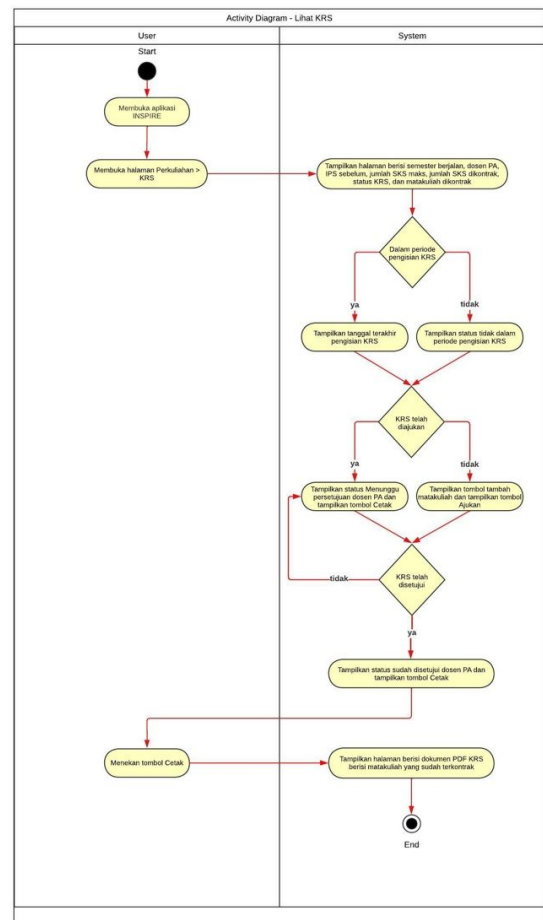 Activity Diagram - Lihat KRS
User
System
Start
Membuka aplikasi
INSPIRE
Membuka halaman Perkuliahan >
KRS
Tampilkan halaman berisi semester berjalan, dosen PA,
IPS sebelum, jumlah SKS maks, jumlah SKS dikontrak,
status KRS, dan matakuliah dikontrak
Dalam periode
pengisian KRS
ya
tidak
Tampilkan tanggal terakhir
pengisian KRS
Tampilkan status tidak dalam
periode pengisian KRS
KRS telah
diajukan
ya
tidak
Tampilkan status Menunggu
persetujuan dosen PA dan
tampilkan tombol Cetak
Tampilkan tombol tambah
matakuliah dan tampilkan tombol
Ajukan
KRS telah
disetujui
tidak
ya
Tampilkan status sudah disetujui dosen PA dan
tampilkan tombol Cetak
Menekan tombol Cetak
Tampilkan halaman berisi dokumen PDF KRS
berisi matakuliah yang sudah terkontrak
End